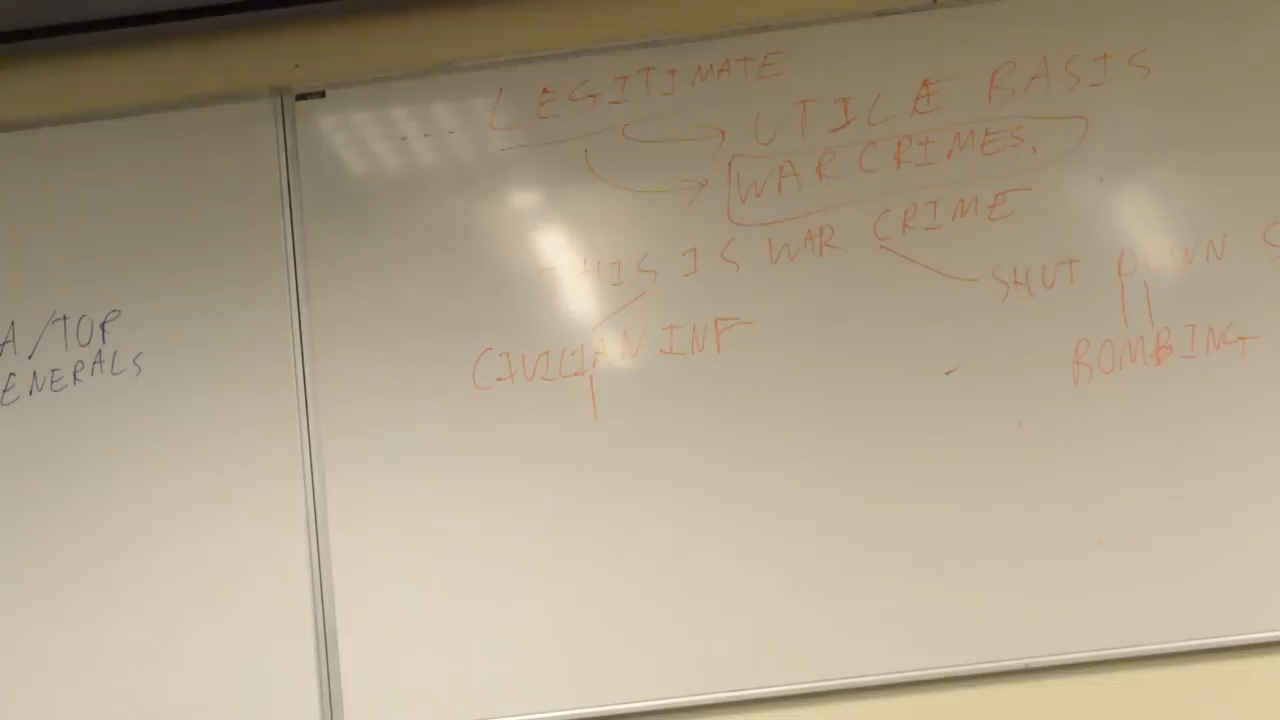 A/TOP
ENERALS
... LEGITIMATE
UTILE BASIS
WAR CRIMES.
THIS IS WAR CRIME
SHUT DOWN S
CIVILIAN INF
BOMBING